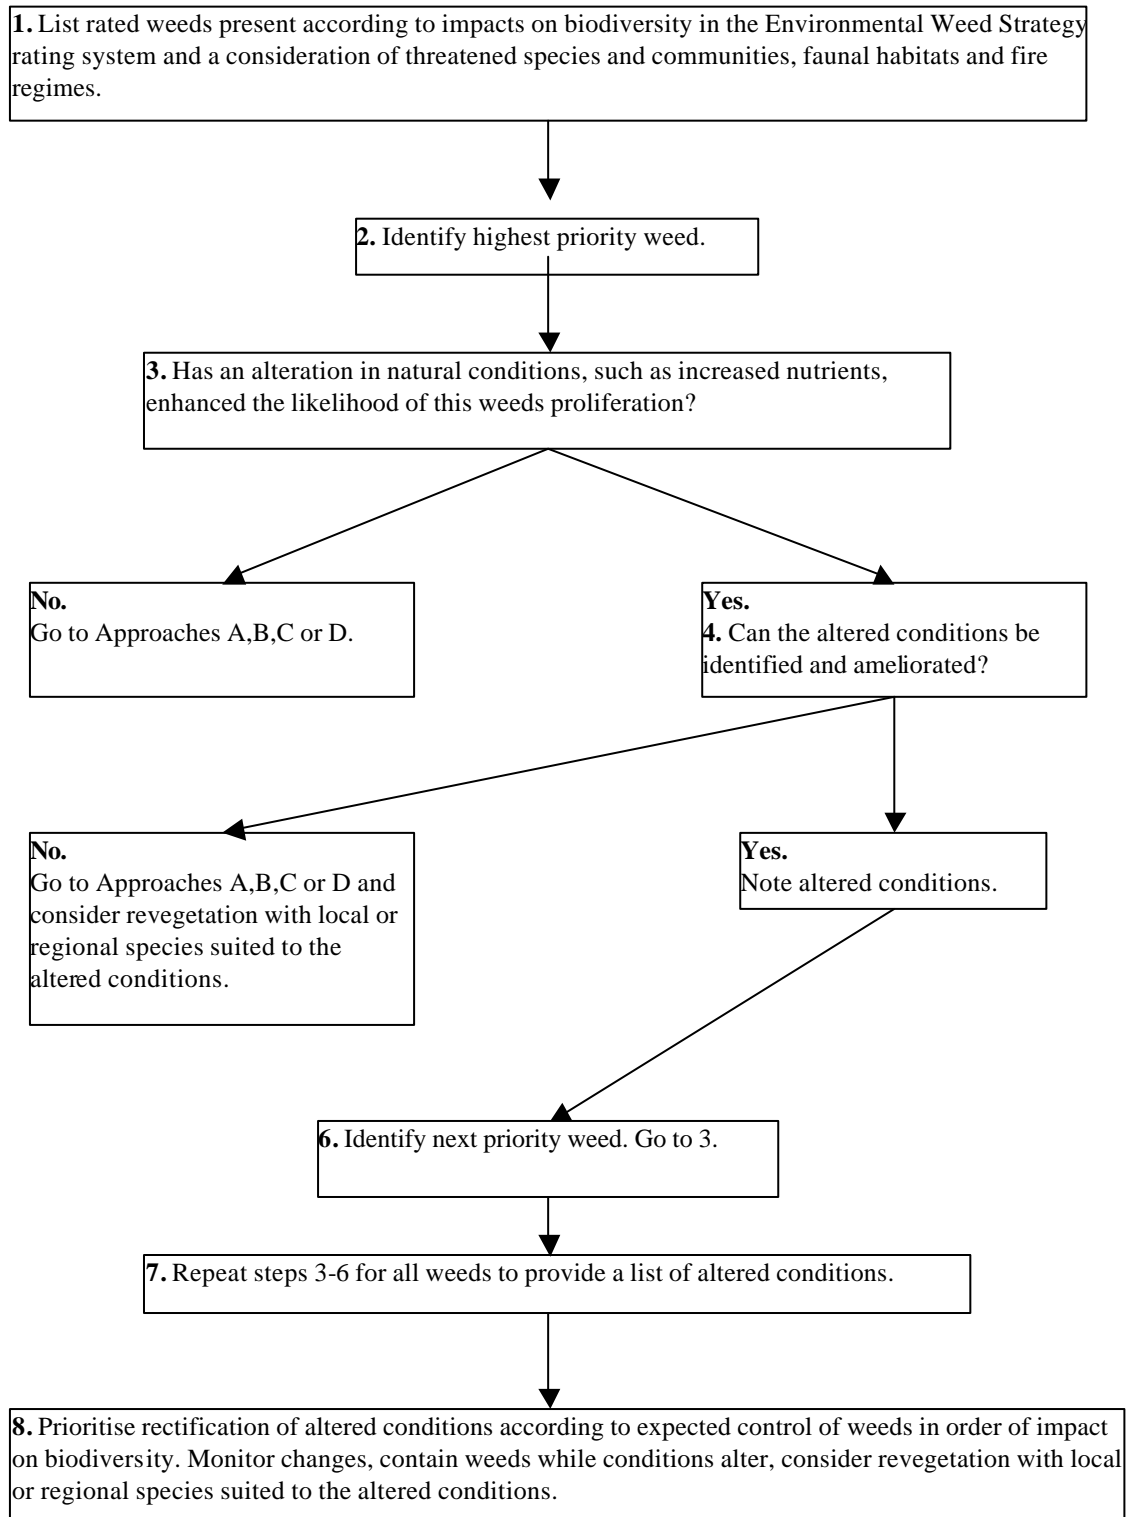 1. List rated weeds present according to impacts on biodiversity in the Environmental Weed Strategy
rating system and a consideration of threatened species and communities, faunal habitats and fire
regimes.
2. Identify highest priority weed.
3. Has an alteration in natural conditions, such as increased nutrients,
enhanced the likelihood of this weeds proliferation?
No.
Go to Approaches A,B,C or D.
Yes.
4. Can the altered conditions be
identified and ameliorated?
No.
Go to Approaches A,B,C or D and
consider revegetation with local or
regional species suited to the
altered conditions.
Yes.
Note altered conditions.
6. Identify next priority weed. Go to 3.
7. Repeat steps 3-6 for all weeds to provide a list of altered conditions.
8. Prioritise rectification of altered conditions according to expected control of weeds in order of impact
on biodiversity. Monitor changes, contain weeds while conditions alter, consider revegetation with local
or regional species suited to the altered conditions.